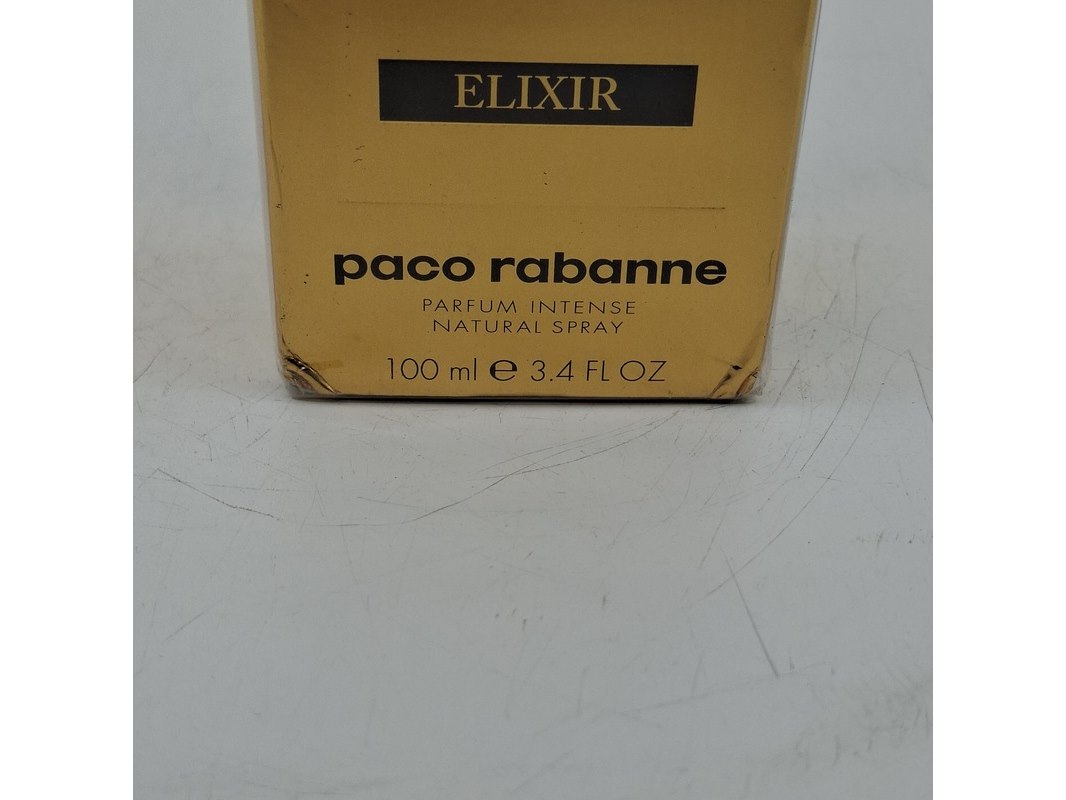 ELIXIR
paco rabanne
PARFUM INTENSE
NATURAL SPRAY
100 ml ℮ 3.4 FL OZ